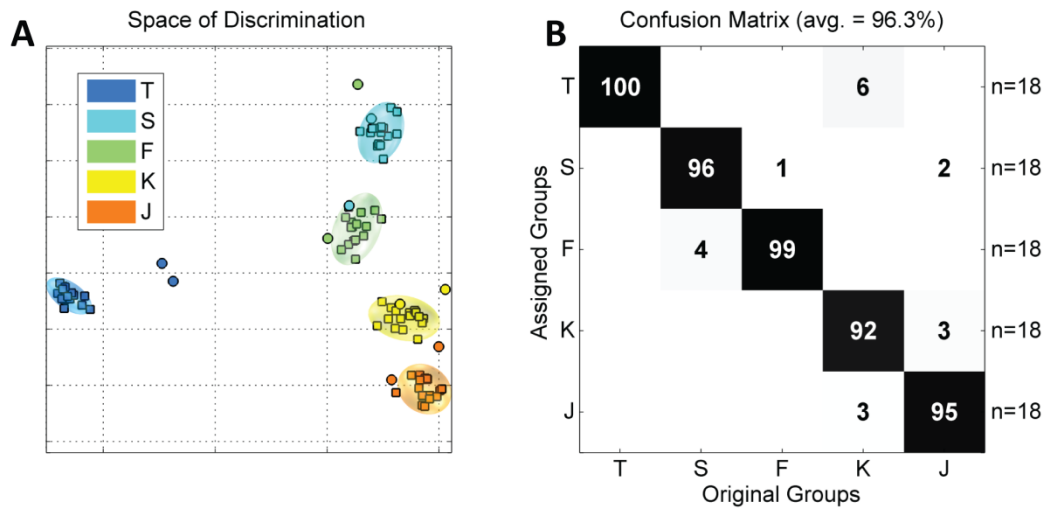 A
Space of Discrimination
T
S
F
K
J
B
Confusion Matrix (avg. = 96.3%)
Assigned Groups
T 100 6 n=18
S 96 1 2 n=18
F 4 99 n=18
K 92 3 n=18
J 3 95 n=18
T S F K J
Original Groups